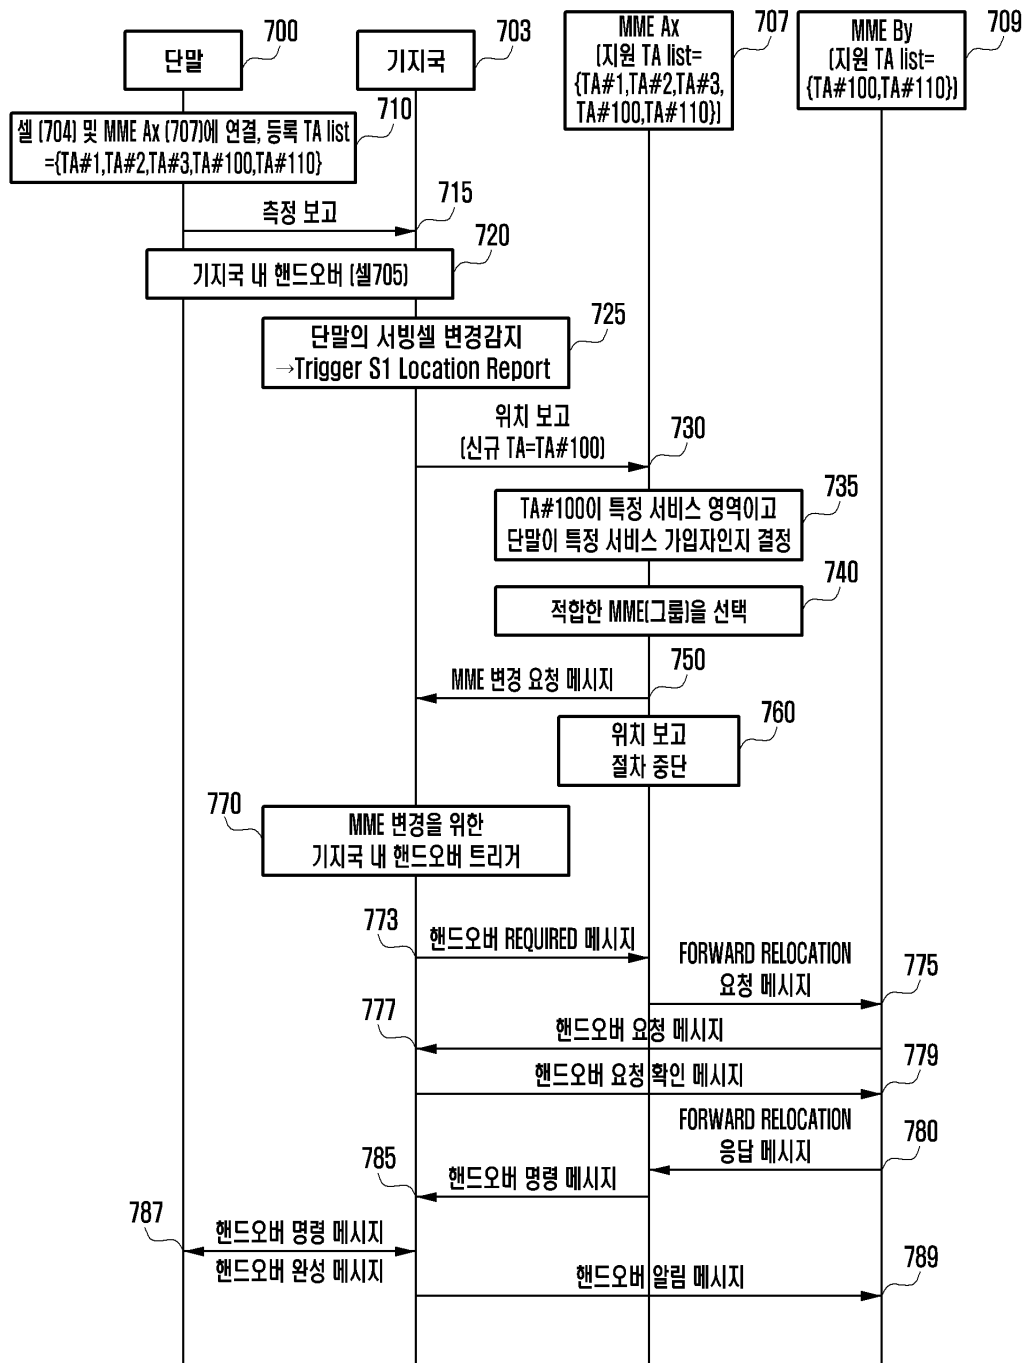 700
단말
703
기지국
MME Ax
(지원 TA list=
{TA#1,TA#2,TA#3,
TA#100,TA#110})
707
MME By
(지원 TA list=
{TA#100,TA#110})
709
셀 (704) 및 MME Ax (707)에 연결, 등록 TA list
={TA#1,TA#2,TA#3,TA#100,TA#110}
710
측정 보고
715
기지국 내 핸드오버 (셀705)
720
단말의 서빙셀 변경감지
→Trigger S1 Location Report
725
위치 보고
(신규 TA=TA#100)
730
TA#100이 특정 서비스 영역이고
단말이 특정 서비스 가입자인지 결정
735
적합한 MME(그룹)을 선택
740
MME 변경 요청 메시지
750
위치 보고
절차 중단
760
770
MME 변경을 위한
기지국 내 핸드오버 트리거
773
핸드오버 REQUIRED 메시지
FORWARD RELOCATION
요청 메시지
775
777
핸드오버 요청 메시지
핸드오버 요청 확인 메시지
779
FORWARD RELOCATION
응답 메시지
780
785
핸드오버 명령 메시지
787
핸드오버 명령 메시지
핸드오버 완성 메시지
핸드오버 알림 메시지
789